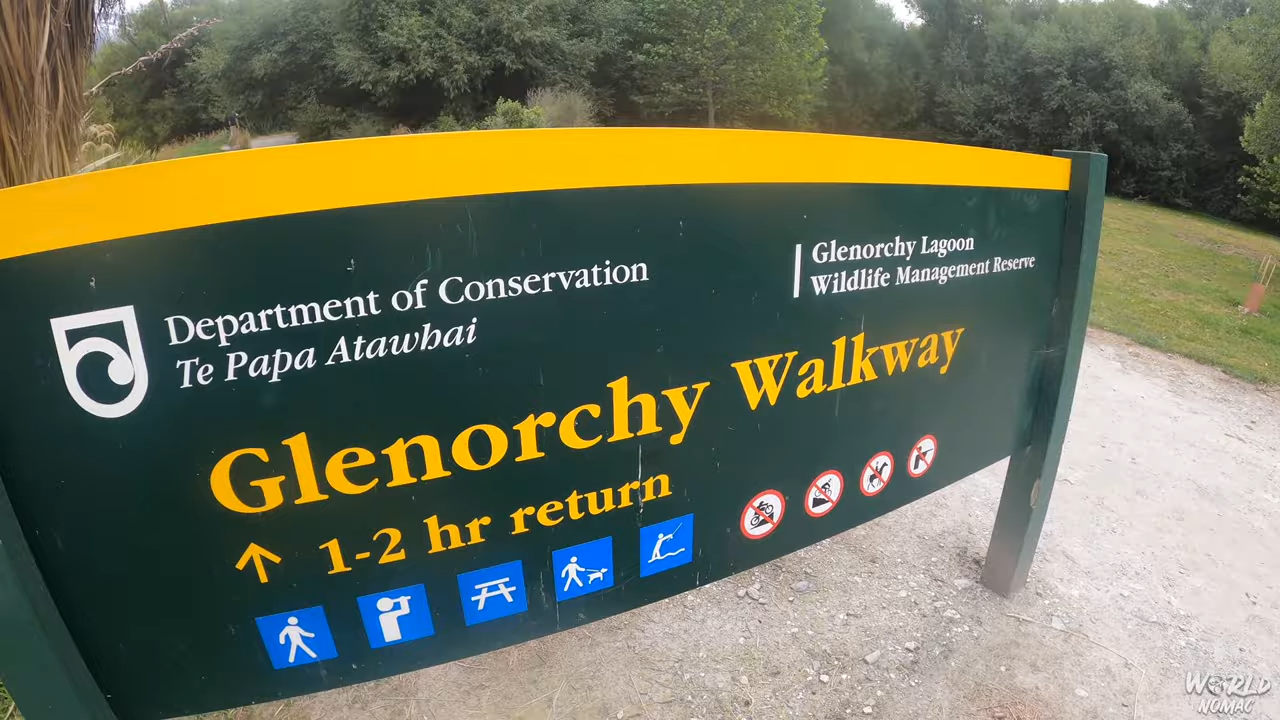 Department of Conservation
Te Papa Atawhai
Glenorchy Lagoon
Wildlife Management Reserve
Glenorchy Walkway
1-2 hr return
WORLD
NOMAC